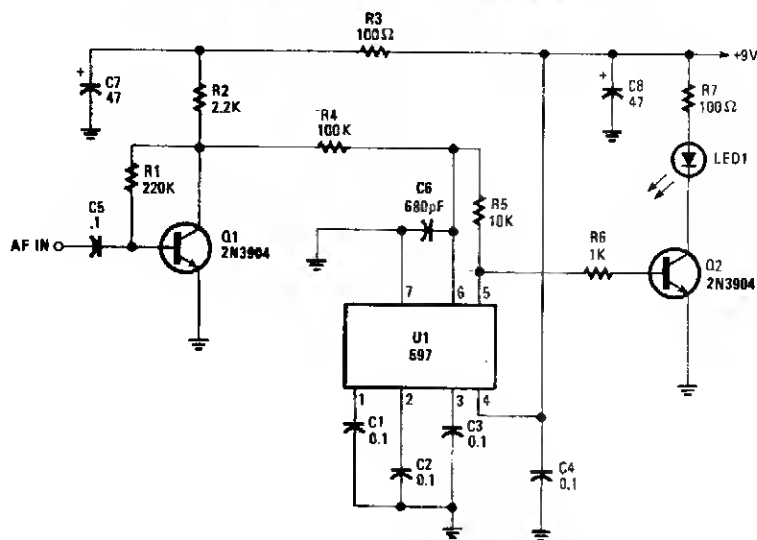 R3
100Ω
+9V
C7
47
R2
2.2K
C8
47
R7
100Ω
R4
100K
LED1
R1
220K
C6
680pF
R5
10K
C5
.1
AF IN
Q1
2N3904
R6
1K
Q2
2N3904
7
6
5
U1
597
1
2
3
4
C1
0.1
C3
0.1
C2
0.1
C4
0.1